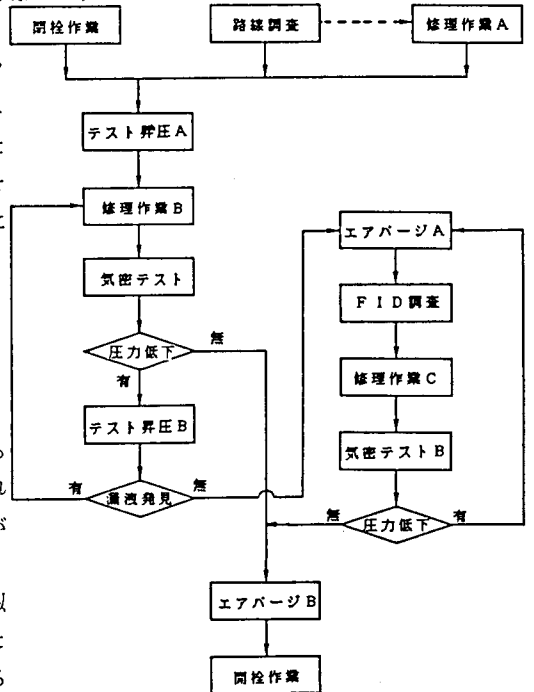 閉栓作業
路線調査
修理作業A
テスト昇圧A
修理作業B
気密テスト
圧力低下
無
有
テスト昇圧B
漏洩発見
有
無
エアパージA
FID調査
修理作業C
気密テストB
圧力低下
無
有
エアパージB
開栓作業
が
る